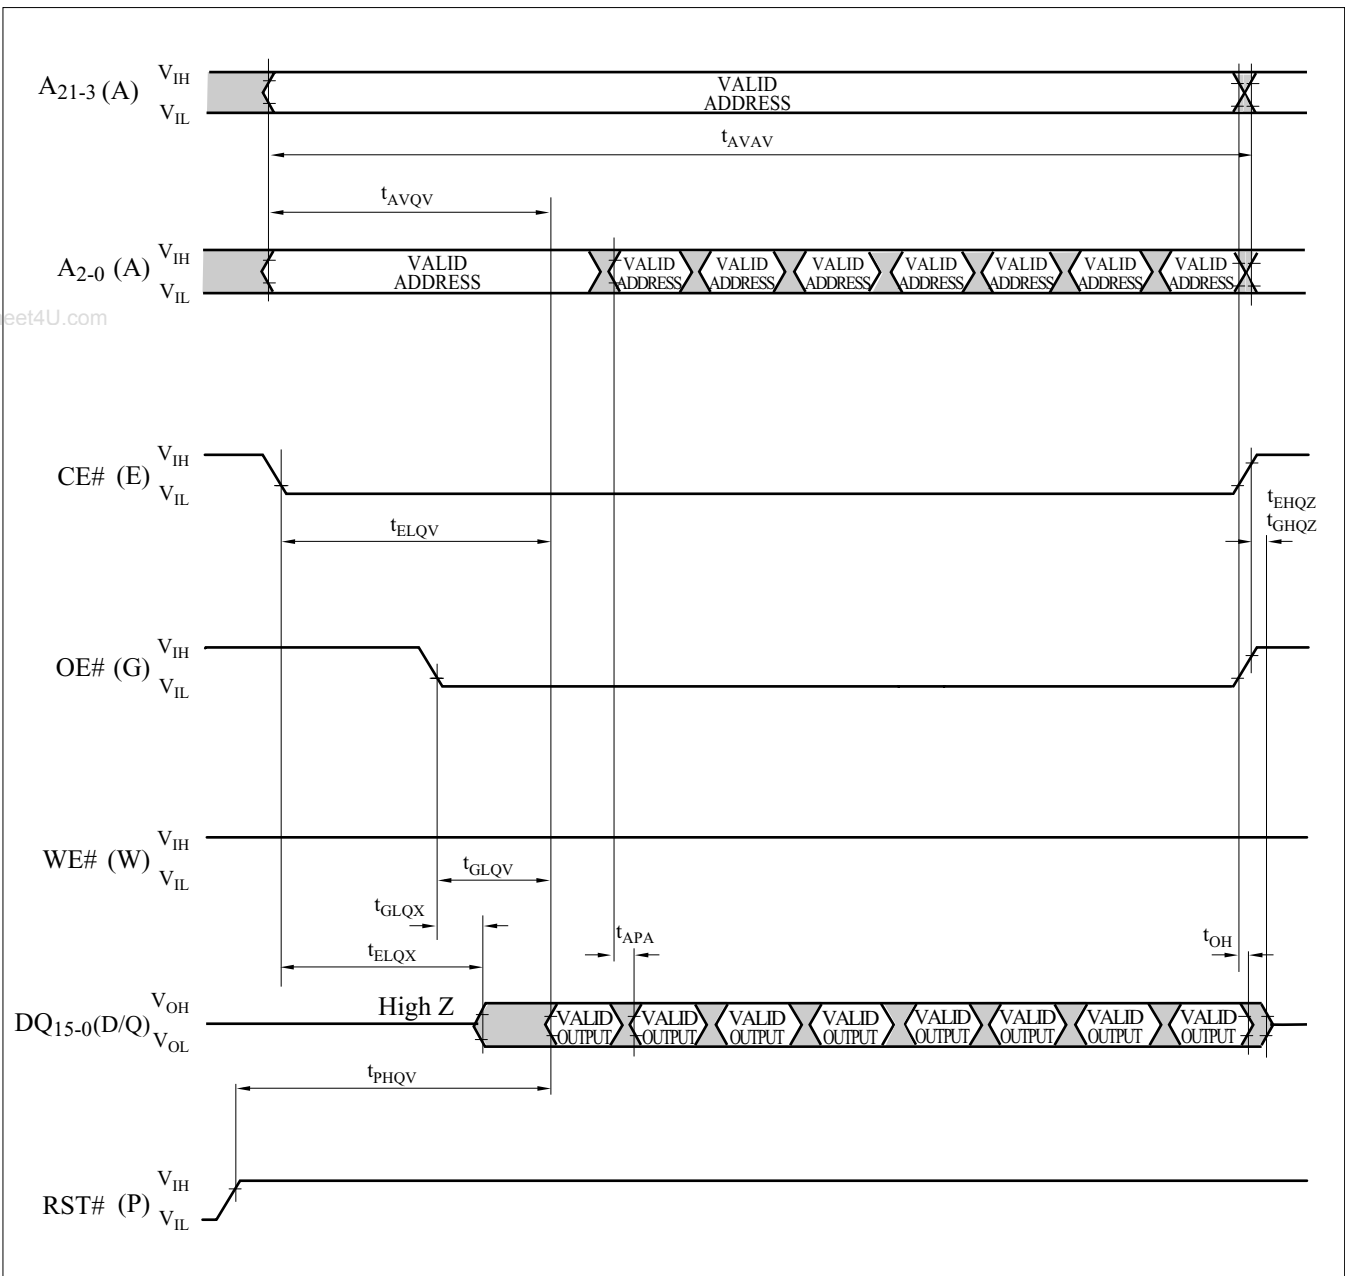 A21-3 (A) VIH VIL VALID ADDRESS
tAVAV
tAVQV
A2-0 (A) VIH VIL VALID ADDRESS VALID ADDRESS VALID ADDRESS VALID ADDRESS VALID ADDRESS VALID ADDRESS VALID ADDRESS VALID ADDRESS
eet4U.com
CE# (E) VIH VIL
tEHQZ
tGHQZ
tELQV
OE# (G) VIH VIL
WE# (W) VIH VIL
tGLQV
tGLQX
tAPA
tOH
tELQX
DQ15-0(D/Q) VOH VOL High Z VALID OUTPUT VALID OUTPUT VALID OUTPUT VALID OUTPUT VALID OUTPUT VALID OUTPUT VALID OUTPUT VALID OUTPUT
tPHQV
RST# (P) VIH VIL